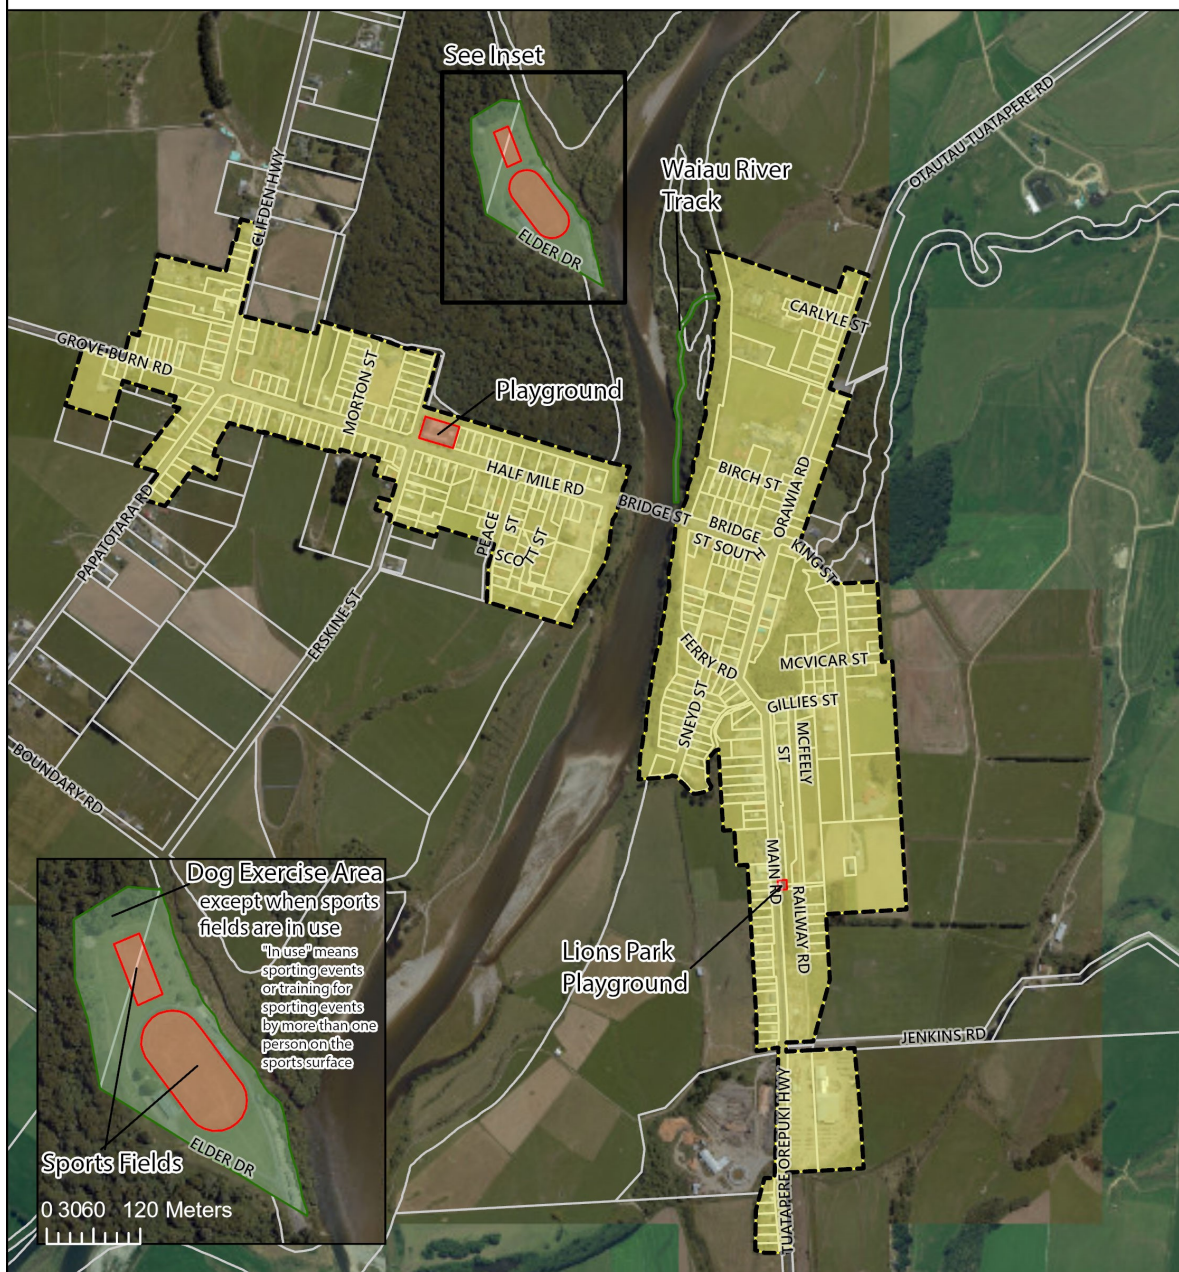 See Inset
OTAUTAU-TUATAPERE RD
Waiau River
Track
CLIFDEN HWY
ELDER DR
CARLYLE ST
GROVE BURN RD
MORTON ST
Playground
HALF MILE RD
BIRCH ST
ORAWIA RD
BRIDGE ST
BRIDGE
ST SOUTH
KING ST
PEACE
ST
SCOTT ST
PAPATOTARA RD
ERSKINE ST
FERRY RD
MCVICAR ST
GILLIES ST
SNEYD ST
MCFEELY
ST
BOUNDARY RD
MAIN RD
RAILWAY RD
Dog Exercise Area
except when sports
fields are in use
"In use" means
sporting events
or training for
sporting events
by more than one
person on the
sports surface
Lions Park
Playground
JENKINS RD
TUATAPERE OREPUKI HWY
ELDER DR
Sports Fields
0 30 60 120 Meters